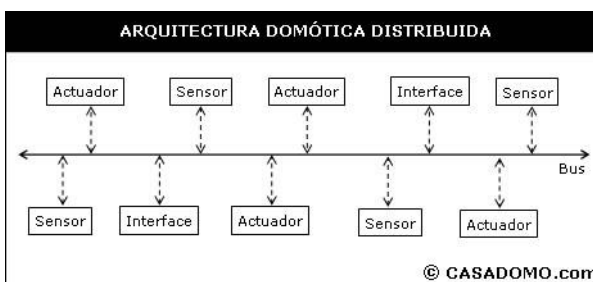 ARQUITECTURA DOMÓTICA DISTRIBUIDA
Actuador Sensor Actuador Interface Sensor
Bus
Sensor Interface Actuador Sensor Actuador
© CASADOMO.com